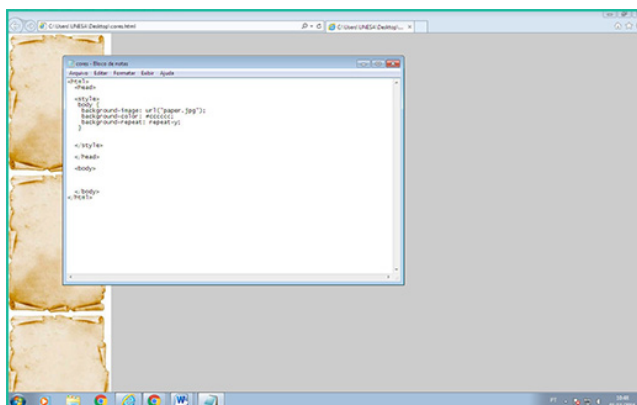 C:\Users\UNESA\Desktop\cores.html
C:\Users\UNESA\Desktop\...
cores - Bloco de notas
Arquivo Editar Formatar Exibir Ajuda
<html>
<head>
<style>
body {
background-image: url("paper.jpg");
background-color: #cccccc;
background-repeat: repeat-y;
}
</style>
</head>
<body>
</body>
</html>
PT